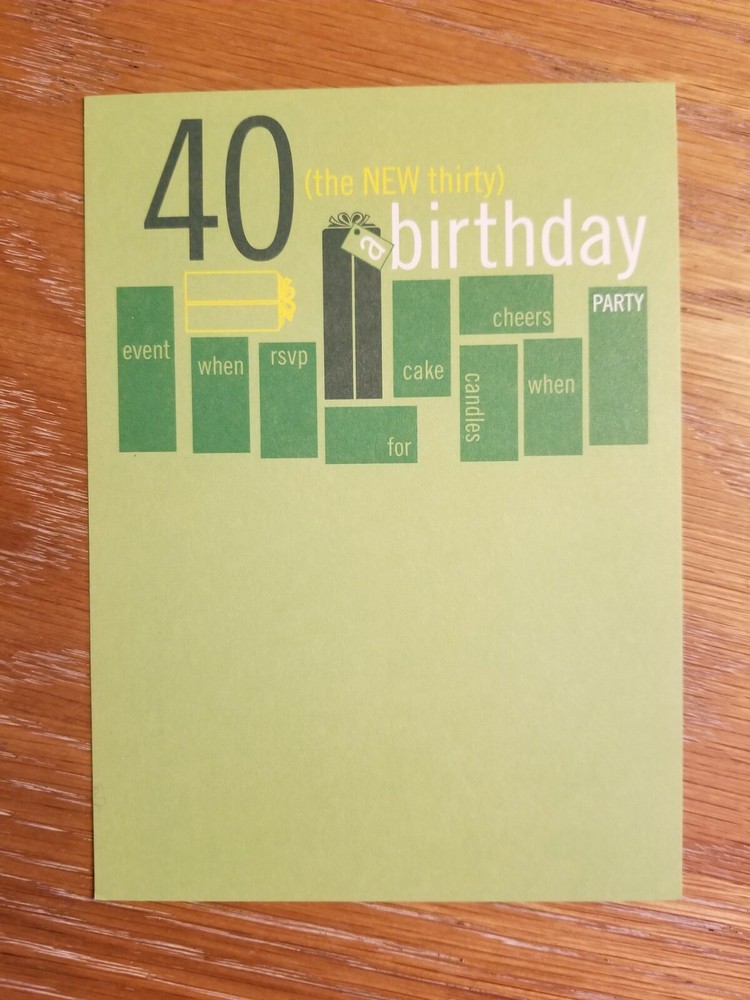 40 (the NEW thirty)
a birthday
PARTY
cheers
event
when
rsvp
cake
candles
when
for